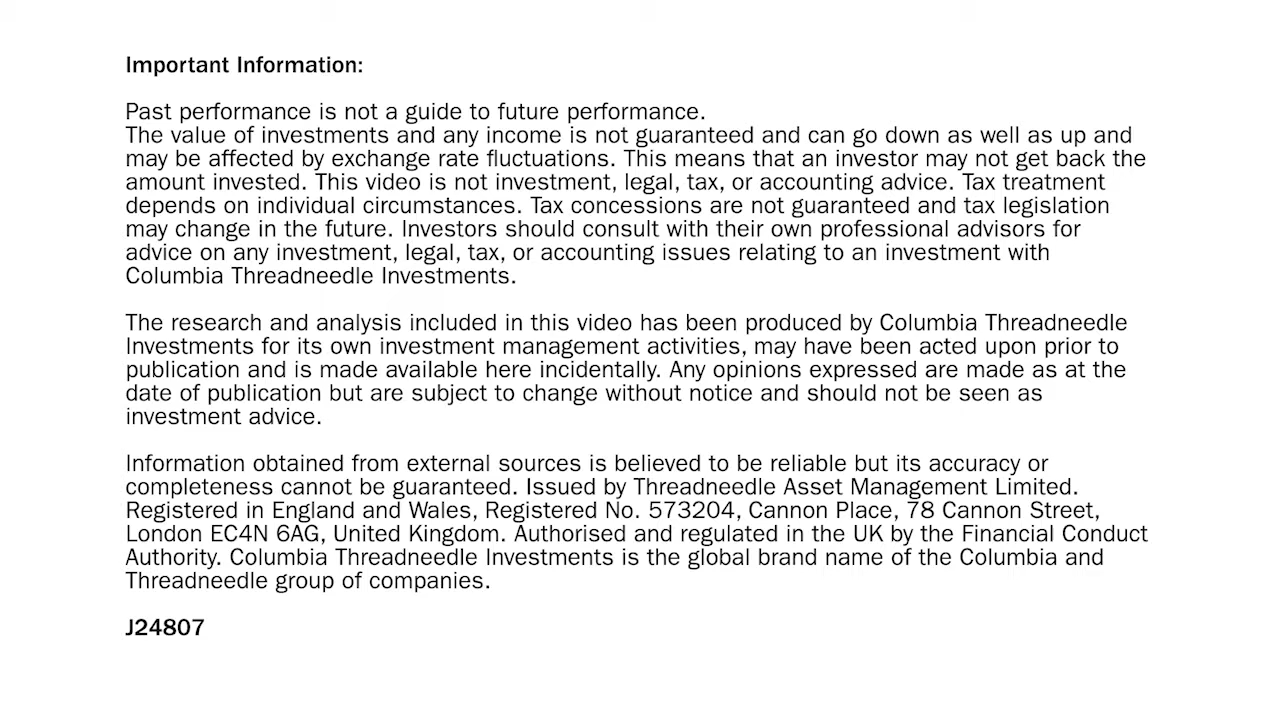 Important Information:
Past performance is not a guide to future performance.
The value of investments and any income is not guaranteed and can go down as well as up and
may be affected by exchange rate fluctuations. This means that an investor may not get back the
amount invested. This video is not investment, legal, tax, or accounting advice. Tax treatment
depends on individual circumstances. Tax concessions are not guaranteed and tax legislation
may change in the future. Investors should consult with their own professional advisors for
advice on any investment, legal, tax, or accounting issues relating to an investment with
Columbia Threadneedle Investments.
The research and analysis included in this video has been produced by Columbia Threadneedle
Investments for its own investment management activities, may have been acted upon prior to
publication and is made available here incidentally. Any opinions expressed are made as at the
date of publication but are subject to change without notice and should not be seen as
investment advice.
Information obtained from external sources is believed to be reliable but its accuracy or
completeness cannot be guaranteed. Issued by Threadneedle Asset Management Limited.
Registered in England and Wales, Registered No. 573204, Cannon Place, 78 Cannon Street,
London EC4N 6AG, United Kingdom. Authorised and regulated in the UK by the Financial Conduct
Authority. Columbia Threadneedle Investments is the global brand name of the Columbia and
Threadneedle group of companies.
J24807